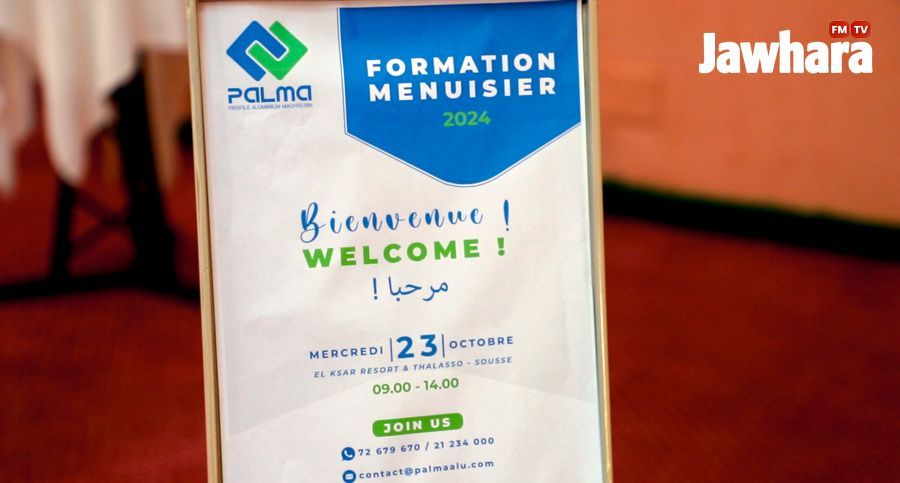 PALMA
PROFILE ALUMINIUM MAGHREBIN
FORMATION
MENUISIER
2024
Jawhara
FM TV
Bienvenue !
WELCOME !
مرحبا !
MERCREDI |23| OCTOBRE
EL KSAR RESORT & THALASSO - SOUSSE
09.00 - 14.00
JOIN US
72 679 670 / 21 234 000
contact@palmaalu.com